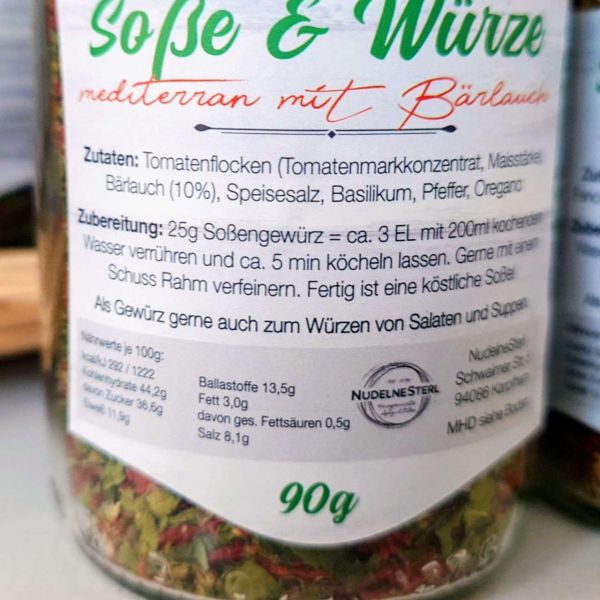 Soße & Würze
mediterran mit Bärlauch
Zutaten: Tomatenflocken (Tomatenmarkkonzentrat, Maisstärke)
Bärlauch (10%), Speisesalz, Basilikum, Pfeffer, Oregano
Zubereitung: 25g Soßengewürz = ca. 3 EL mit 200ml kochendem
Wasser verrühren und ca. 5 min köcheln lassen. Gerne mit einem
Schuss Rahm verfeinern. Fertig ist eine köstliche Soße!
Als Gewürz gerne auch zum Würzen von Salaten und Suppen.
Nährwerte je 100g:
kcal/kJ 292 / 1222
Kohlenhydrate 44,2g
davon Zucker 36,6g
Eiweiß 11,9g
Ballaststoffe 13,5g
Fett 3,0g
davon ges. Fettsäuren 0,5g
Salz 8,1g
NUDELNESTERL
NudelneSterl
Schwaimer Str.
94086 Karpfham
MHD siehe Boden
90g